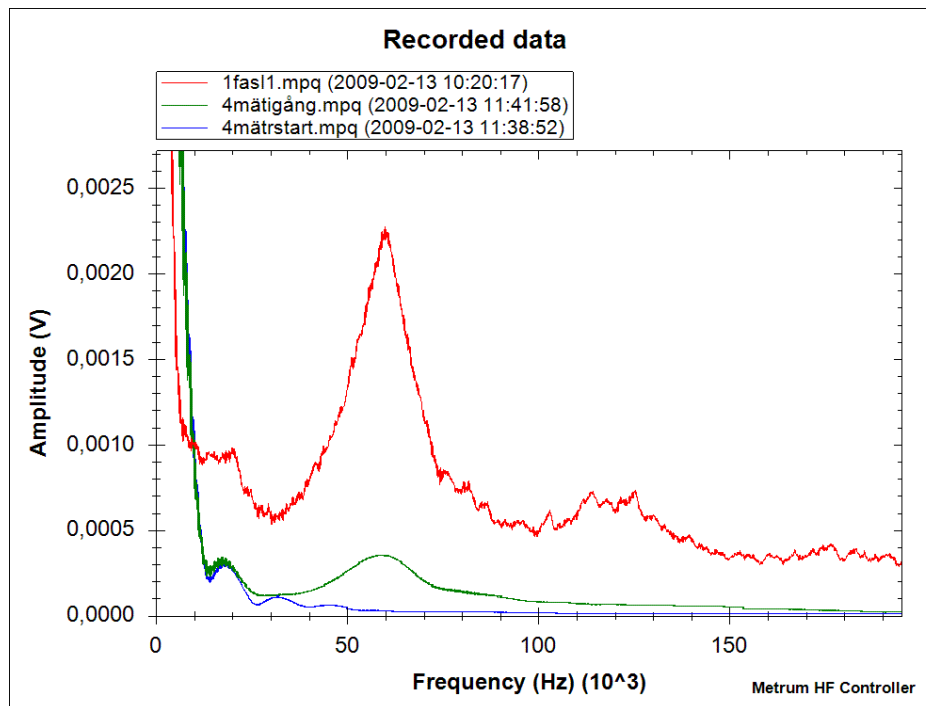 Recorded data
1fasl1.mpq (2009-02-13 10:20:17)
4mätigång.mpq (2009-02-13 11:41:58)
4mätrstart.mpq (2009-02-13 11:38:52)
0,0025
0,0020
0,0015
0,0010
0,0005
0,0000
Amplitude (V)
0 50 100 150
Frequency (Hz) (10^3)
Metrum HF Controller